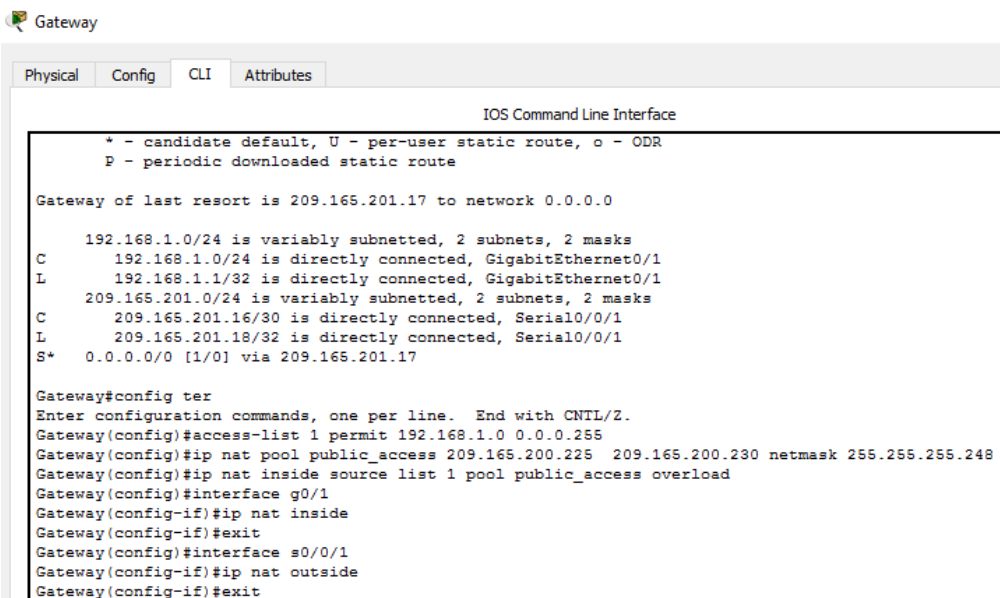 Gateway
Physical Config CLI Attributes
IOS Command Line Interface
* - candidate default, U - per-user static route, o - ODR
P - periodic downloaded static route
Gateway of last resort is 209.165.201.17 to network 0.0.0.0
192.168.1.0/24 is variably subnetted, 2 subnets, 2 masks
C 192.168.1.0/24 is directly connected, GigabitEthernet0/1
L 192.168.1.1/32 is directly connected, GigabitEthernet0/1
209.165.201.0/24 is variably subnetted, 2 subnets, 2 masks
C 209.165.201.16/30 is directly connected, Serial0/0/1
L 209.165.201.18/32 is directly connected, Serial0/0/1
S* 0.0.0.0/0 [1/0] via 209.165.201.17
Gateway#config ter
Enter configuration commands, one per line. End with CNTL/Z.
Gateway(config)#access-list 1 permit 192.168.1.0 0.0.0.255
Gateway(config)#ip nat pool public_access 209.165.200.225 209.165.200.230 netmask 255.255.255.248
Gateway(config)#ip nat inside source list 1 pool public_access overload
Gateway(config)#interface g0/1
Gateway(config-if)#ip nat inside
Gateway(config-if)#exit
Gateway(config)#interface s0/0/1
Gateway(config-if)#ip nat outside
Gateway(config-if)#exit